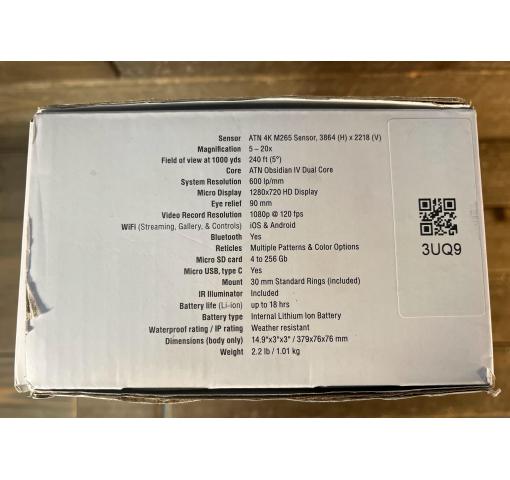 Sensor ATN 4K M265 Sensor, 3864 (H) x 2218 (V)
Magnification 5 – 20x
Field of view at 1000 yds 240 ft (5°)
Core ATN Obsidian IV Dual Core
System Resolution 600 lp/mm
Micro Display 1280x720 HD Display
Eye relief 90 mm
Video Record Resolution 1080p @ 120 fps
WiFi (Streaming, Gallery, & Controls) iOS & Android
Bluetooth Yes
Reticles Multiple Patterns & Color Options
Micro SD card 4 to 256 Gb
Micro USB, type C Yes
Mount 30 mm Standard Rings (included)
IR Illuminator Included
Battery life (Li-ion) up to 18 hrs
Battery type Internal Lithium Ion Battery
Waterproof rating / IP rating Weather resistant
Dimensions (body only) 14.9"x3"x3" / 379x76x76 mm
Weight 2.2 lb / 1.01 kg
3UQ9